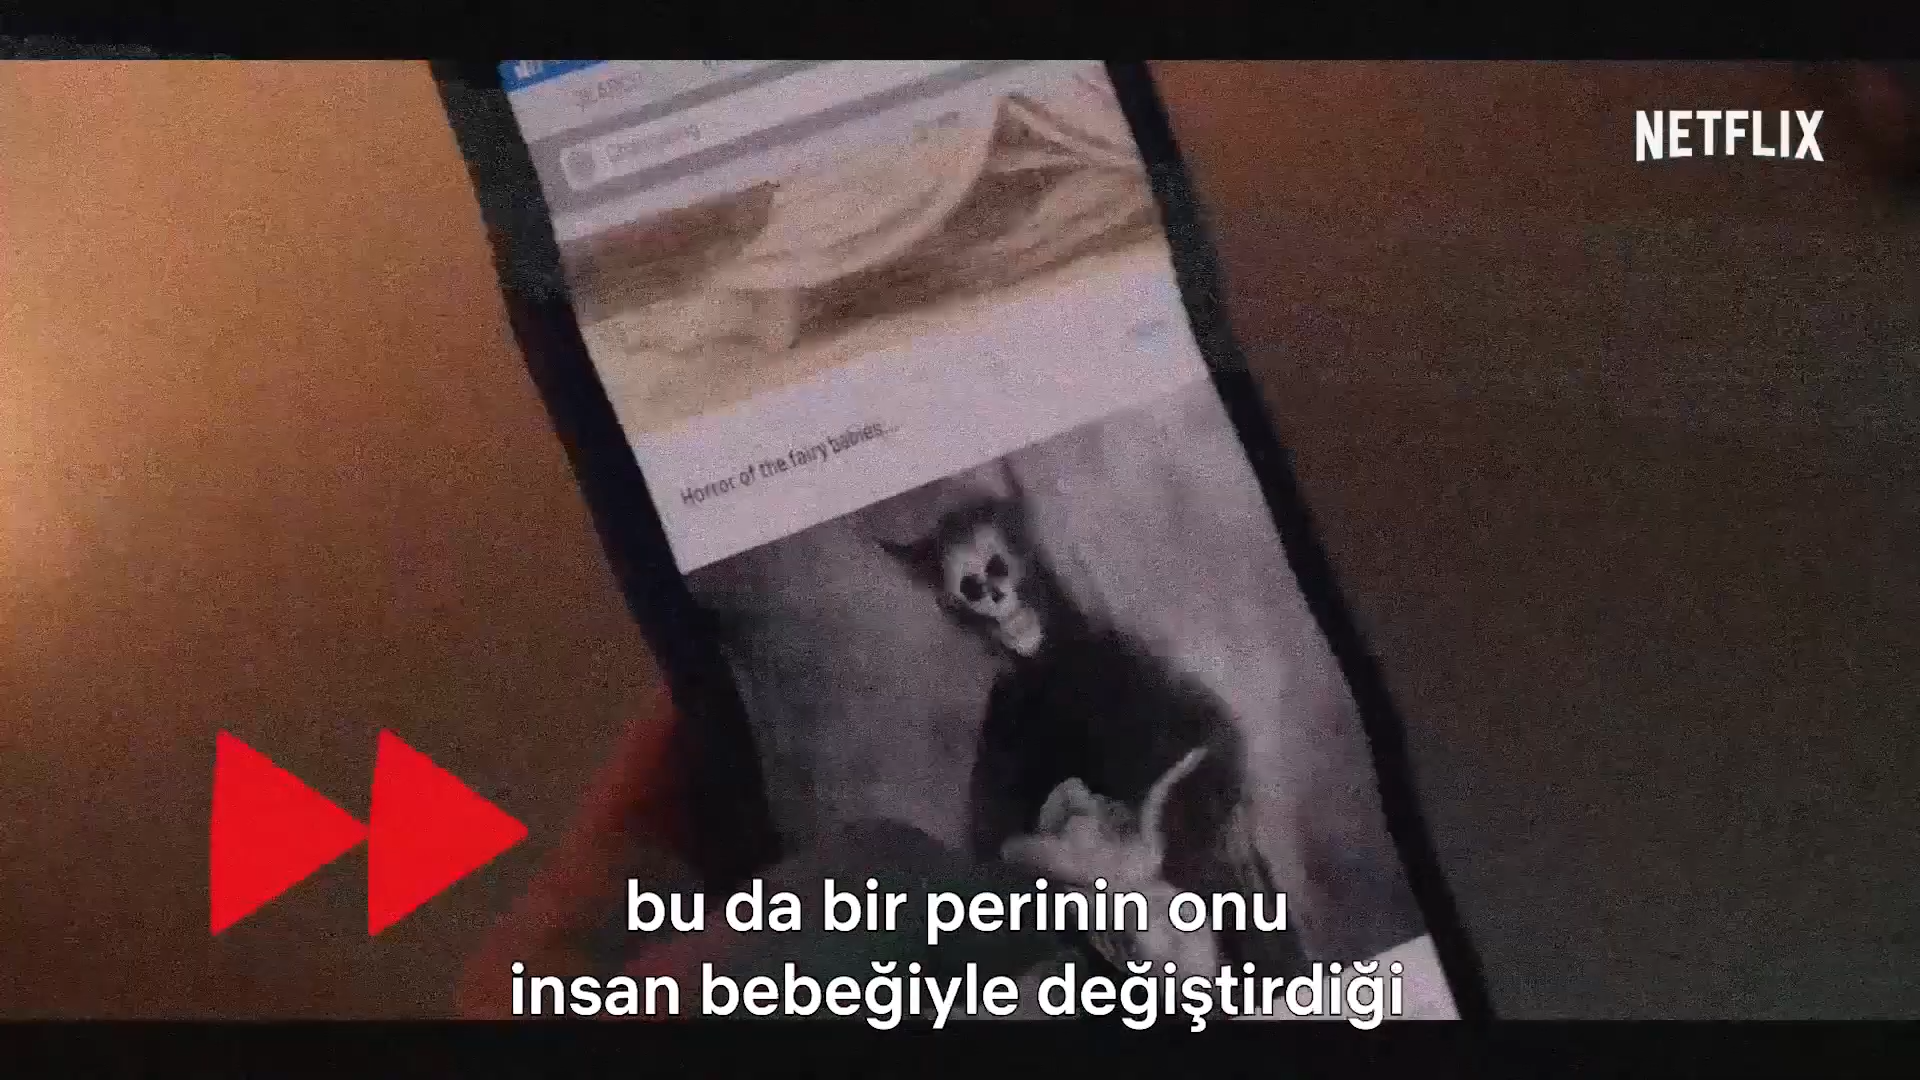 NETFLIX
Horror of the fairy babies...
bu da bir perinin onu
insan bebeğiyle değiştirdiği